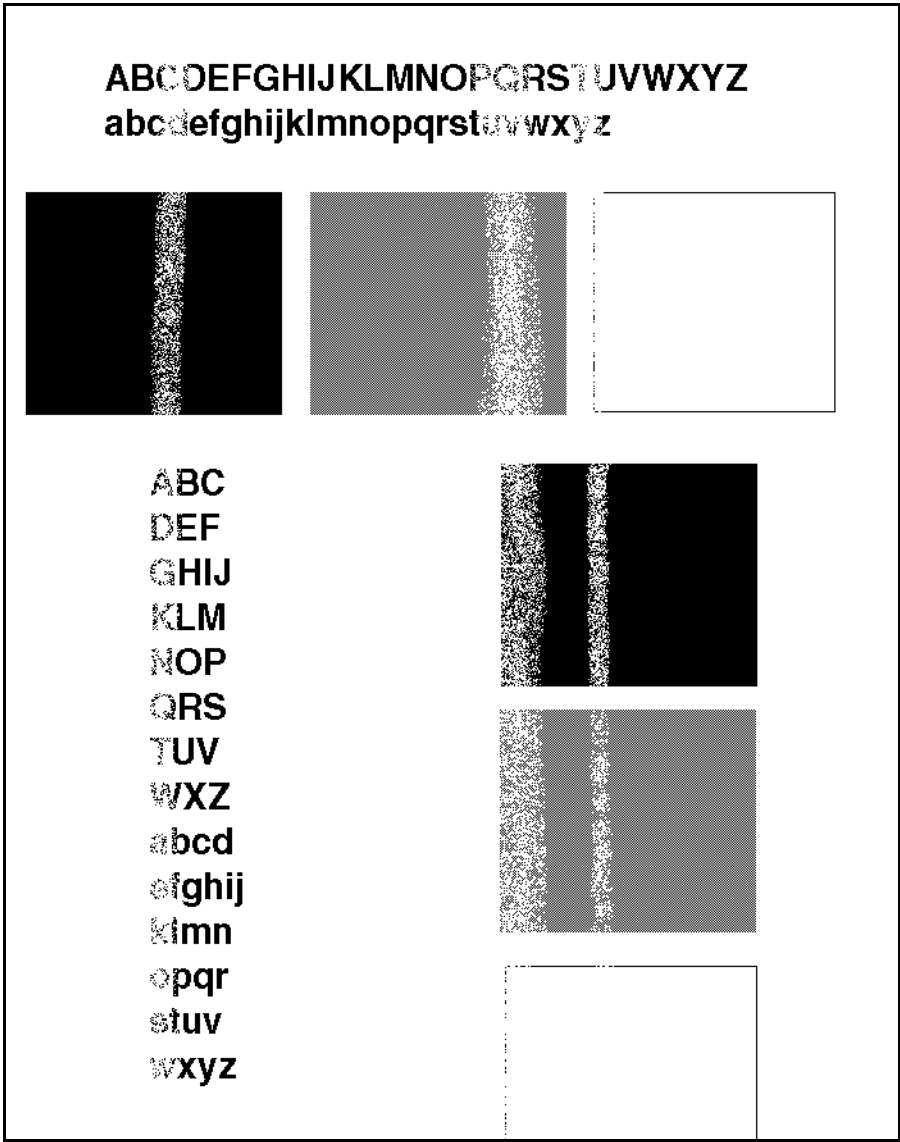 ABCDEFGHIJKLMNOPQRSTUVWXYZ
abcdefghijklmnopqrstuvwxyz
ABC
DEF
GHIJ
KLM
NOP
QRS
TUV
WXZ
abcd
efghij
klmn
opqr
stuv
wxyz